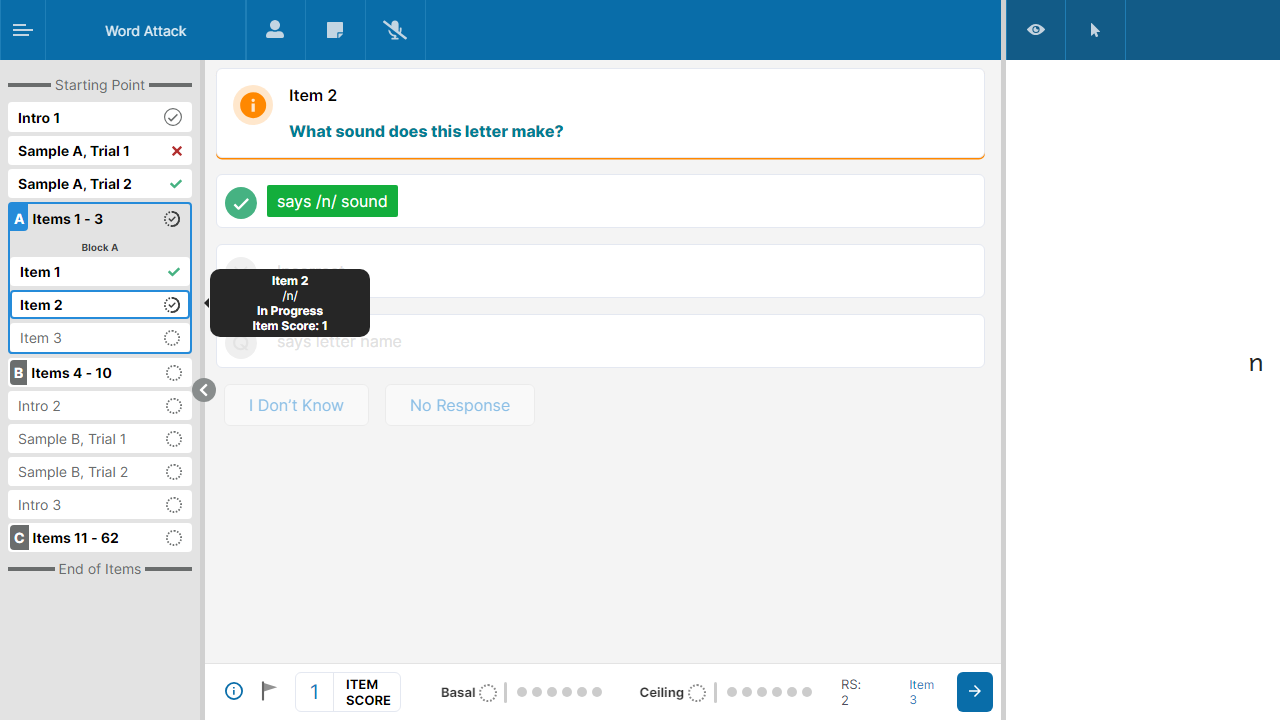 Word Attack
Starting Point
Intro 1
Sample A, Trial 1
Sample A, Trial 2
A Items 1 - 3
Block A
Item 1
Item 2
Item 3
B Items 4 - 10
Intro 2
Sample B, Trial 1
Sample B, Trial 2
Intro 3
C Items 11 - 62
End of Items
Item 2
What sound does this letter make?
says /n/ sound
Item 2
/n/
In Progress
Item Score: 1
Q says letter name
I Don’t Know
No Response
n
1 ITEM
SCORE
Basal
Ceiling
RS:
2
Item
3